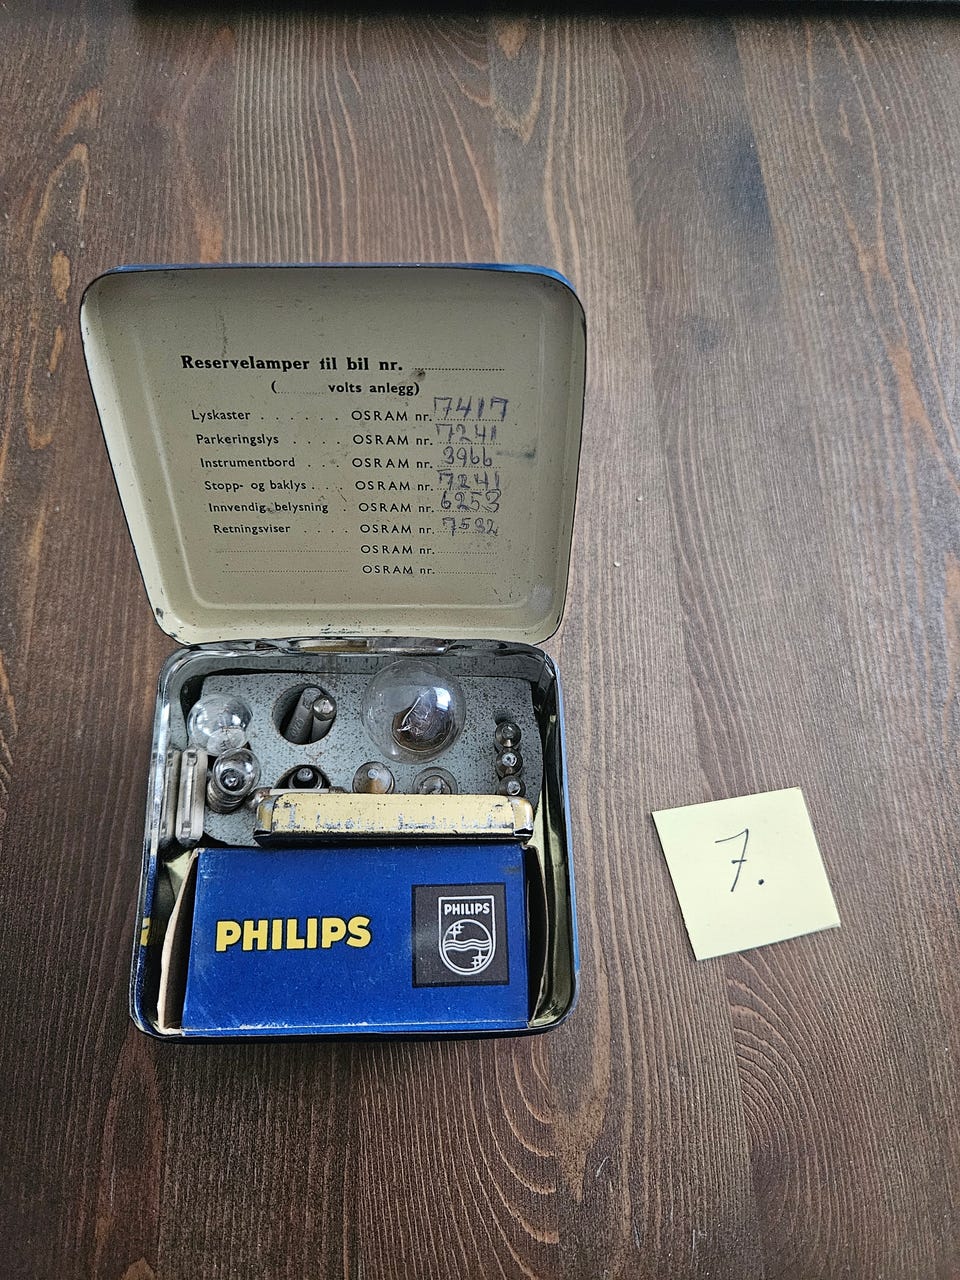 Reservelamper til bil nr. ..............
(........ volts anlegg)
Lyskaster . . . . . . OSRAM nr. 7417
Parkeringslys . . . . OSRAM nr. 7241
Instrumentbord . . . OSRAM nr. 3966
Stopp- og baklys . . . OSRAM nr. 7241
Innvendig belysning . OSRAM nr. 6253
Retningsviser . . . . OSRAM nr. 7532
.............. OSRAM nr. ..............
.............. OSRAM nr. ..............
7.
PHILIPS
PHILIPS